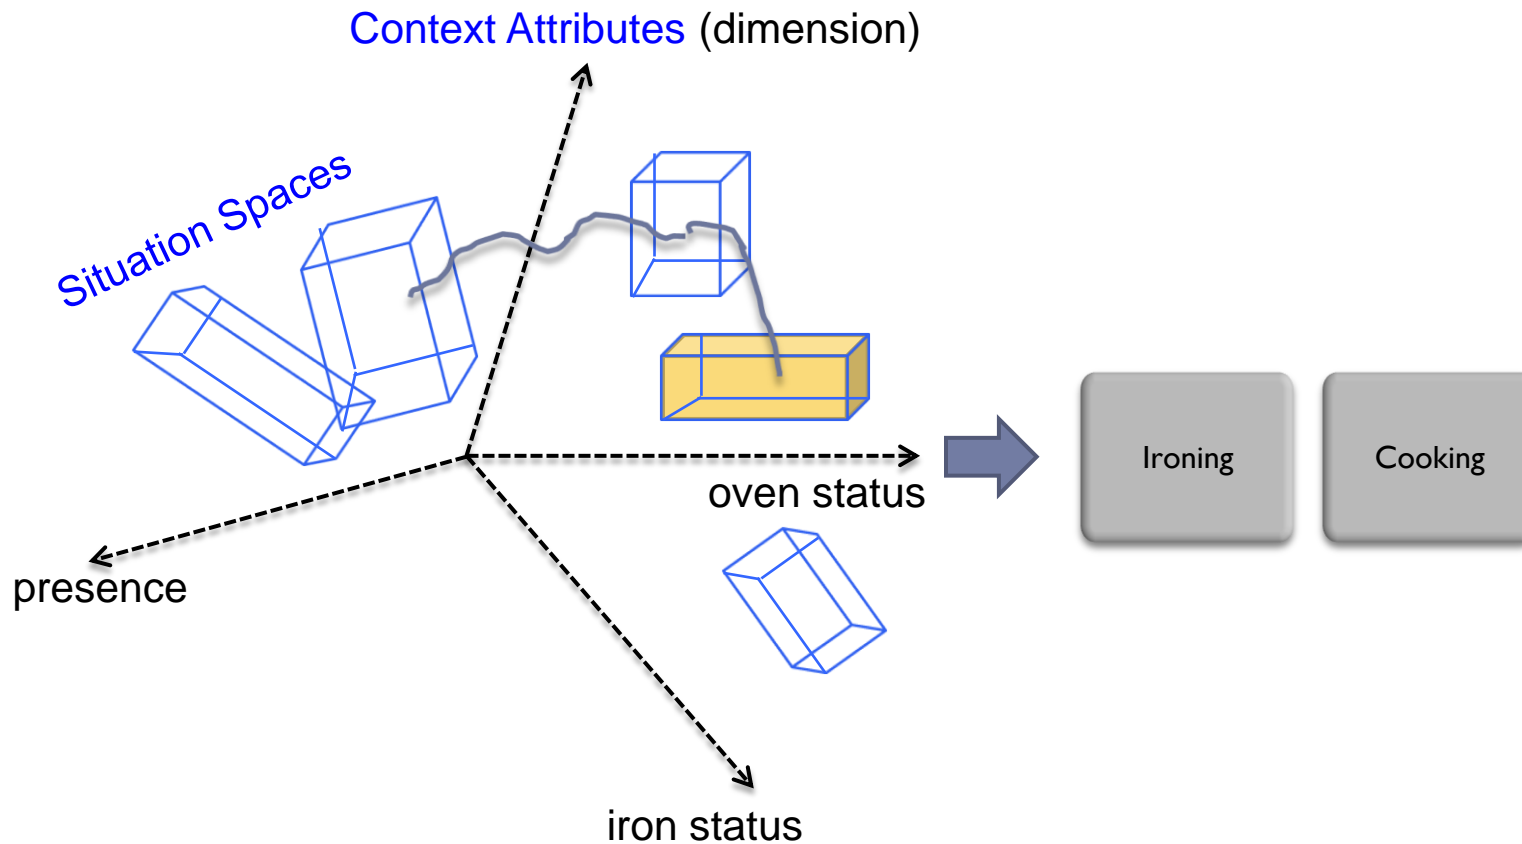 Context Attributes (dimension)
Situation Spaces
Ironing
Cooking
oven status
presence
iron status